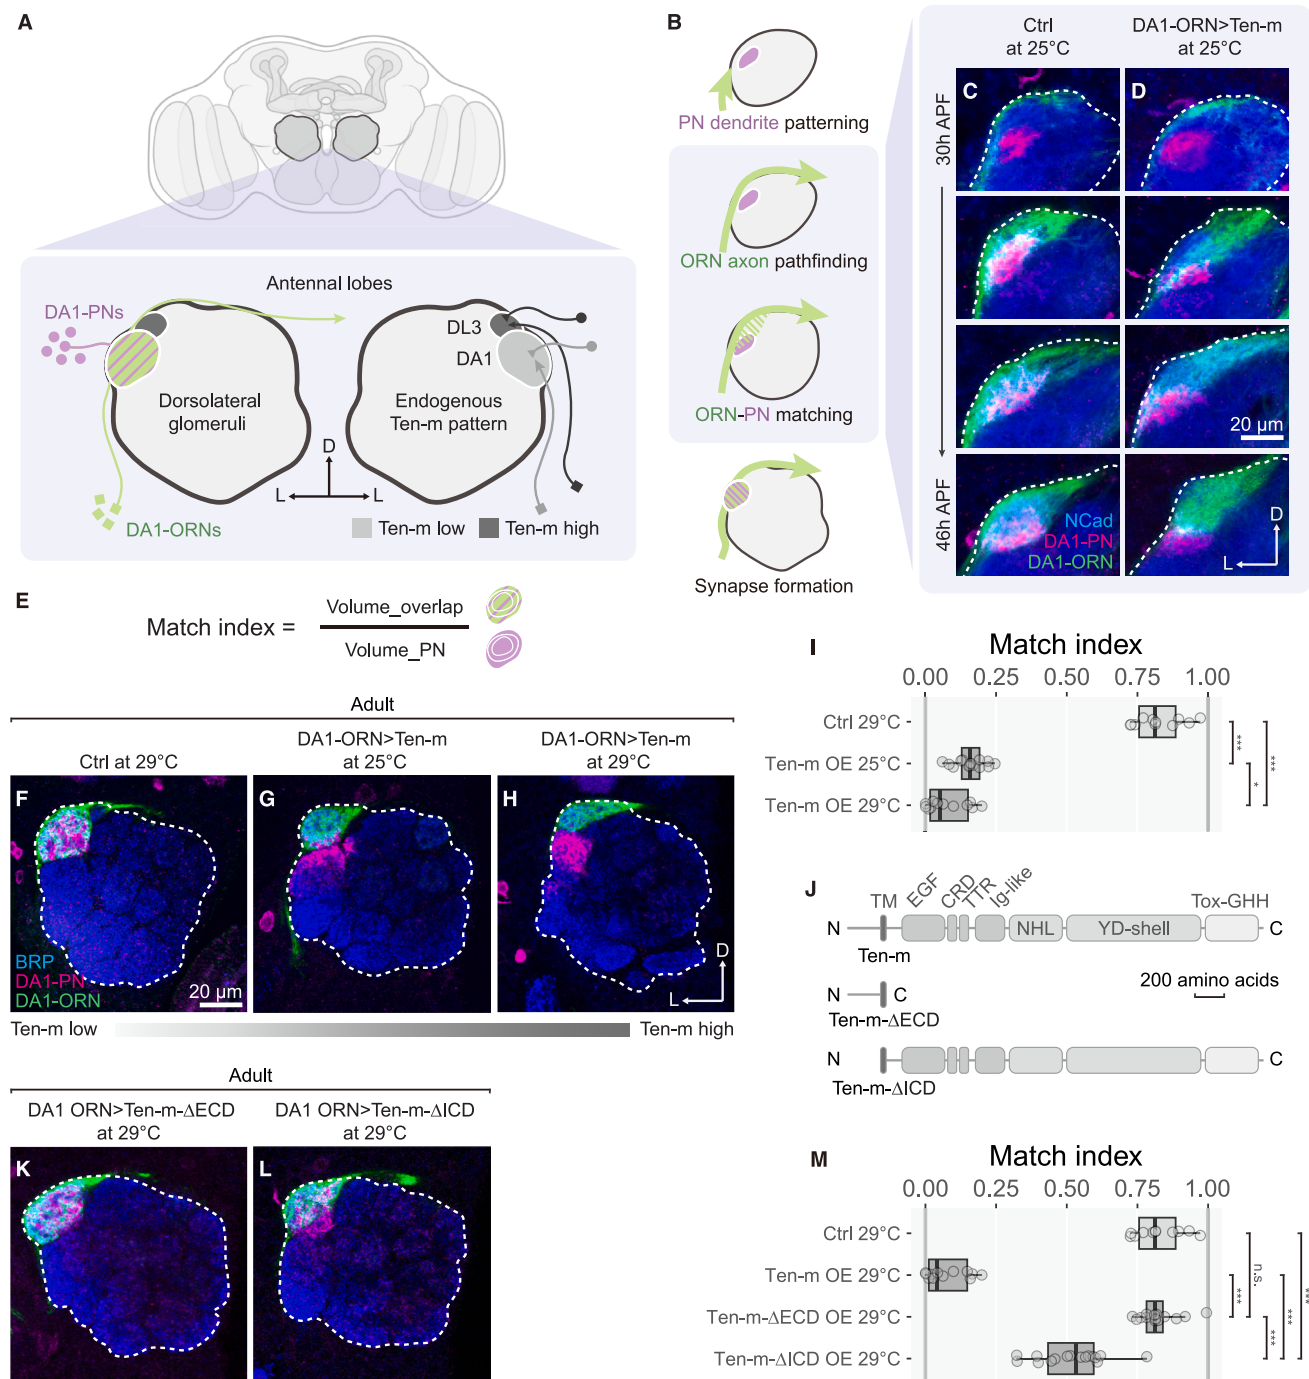 A
Antennal lobes
DA1-PNs
DL3
DA1
Dorsolateral
glomeruli
Endogenous
Ten-m pattern
D
L
L
DA1-ORNs
Ten-m low
Ten-m high
B
PN dendrite patterning
ORN axon pathfinding
ORN-PN matching
Synapse formation
Ctrl
at 25°C
DA1-ORN>Ten-m
at 25°C
C
D
30h APF
46h APF
20 µm
NCad
DA1-PN
DA1-ORN
D
L
E
Match index =
Volume_overlap
Volume_PN
Adult
Ctrl at 29°C
DA1-ORN>Ten-m
at 25°C
DA1-ORN>Ten-m
at 29°C
F
G
H
BRP
DA1-PN
DA1-ORN
20 µm
D
L
Ten-m low
Ten-m high
I
Match index
0.00 0.25 0.50 0.75 1.00
Ctrl 29°C
Ten-m OE 25°C
Ten-m OE 29°C
***
*
***
J
TM
EGF
CRD
TTR
Ig-like
NHL
YD-shell
Tox-GHH
N
C
Ten-m
N
C
Ten-m-ΔECD
200 amino acids
N
C
Ten-m-ΔICD
Adult
DA1 ORN>Ten-m-ΔECD
at 29°C
DA1 ORN>Ten-m-ΔICD
at 29°C
K
L
M
Match index
0.00 0.25 0.50 0.75 1.00
Ctrl 29°C
Ten-m OE 29°C
Ten-m-ΔECD OE 29°C
Ten-m-ΔICD OE 29°C
***
n.s.
***
***
***